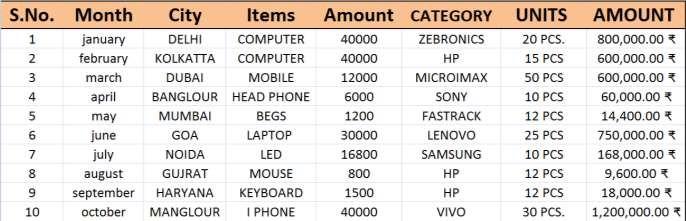 S.No. Month City Items Amount CATEGORY UNITS AMOUNT
1 january DELHI COMPUTER 40000 ZEBRONICS 20 PCS. 800,000.00 ₹
2 february KOLKATTA COMPUTER 40000 HP 15 PCS 600,000.00 ₹
3 march DUBAI MOBILE 12000 MICROIMAX 50 PCS 600,000.00 ₹
4 april BANGLOUR HEAD PHONE 6000 SONY 10 PCS 60,000.00 ₹
5 may MUMBAI BEGS 1200 FASTRACK 12 PCS 14,400.00 ₹
6 june GOA LAPTOP 30000 LENOVO 25 PCS 750,000.00 ₹
7 july NOIDA LED 16800 SAMSUNG 10 PCS 168,000.00 ₹
8 august GUJRAT MOUSE 800 HP 12 PCS 9,600.00 ₹
9 september HARYANA KEYBOARD 1500 HP 12 PCS 18,000.00 ₹
10 october MANGLOUR I PHONE 40000 VIVO 30 PCS. 1,200,000.00 ₹